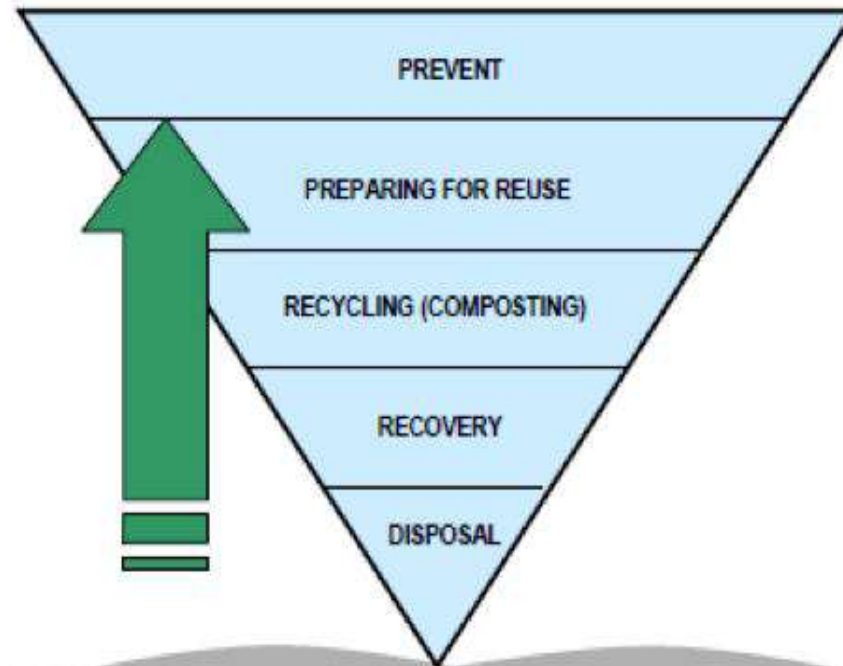 PREVENT
PREPARING FOR REUSE
RECYCLING (COMPOSTING)
RECOVERY
DISPOSAL